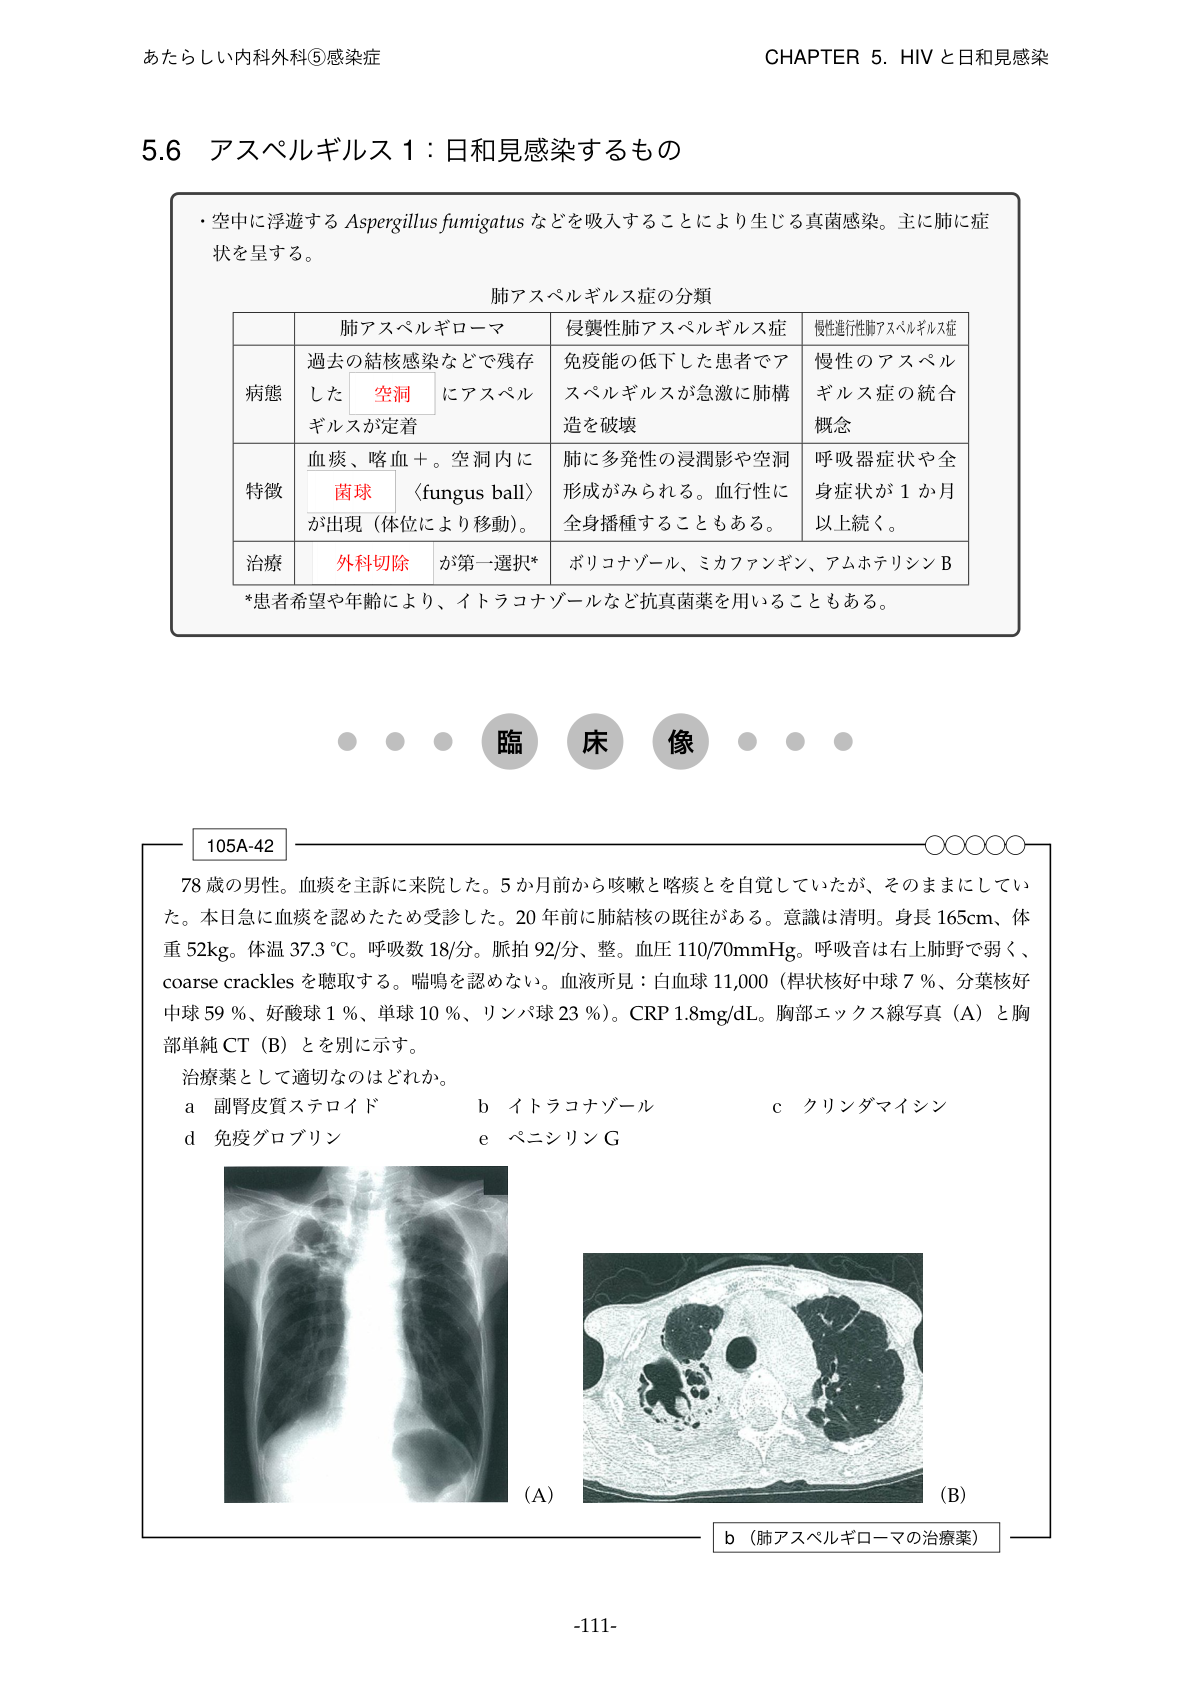 あたらしい内科外科⑤感染症 CHAPTER 5. HIV と日和見感染
5.6 アスペルギルス 1：日和見感染するもの
・空中に浮遊する Aspergillus fumigatus などを吸入することにより生じる真菌感染。主に肺に症
状を呈する。
肺アスペルギルス症の分類
肺アスペルギローマ 侵襲性肺アスペルギルス症 慢性進行性肺アスペルギルス症
病態
過去の結核感染などで残存
した 空洞 にアスペル
ギルスが定着
免疫能の低下した患者でア
スペルギルスが急激に肺構
造を破壊
慢性のアスペル
ギルス症の統合
概念
特徴
血痰、喀血＋。空洞内に
菌球 〈fungus ball〉
が出現（体位により移動）。
肺に多発性の浸潤影や空洞
形成がみられる。血行性に
全身播種することもある。
呼吸器症状や全
身症状が 1 か月
以上続く。
治療 外科切除 が第一選択* ボリコナゾール、ミカファンギン、アムホテリシン B
*患者希望や年齢により、イトラコナゾールなど抗真菌薬を用いることもある。
臨 床 像
105A-42
78 歳の男性。血痰を主訴に来院した。5 か月前から咳嗽と喀痰とを自覚していたが、そのままにしてい
た。本日急に血痰を認めたため受診した。20 年前に肺結核の既往がある。意識は清明。身長 165cm、体
重 52kg。体温 37.3 ℃。呼吸数 18/分。脈拍 92/分、整。血圧 110/70mmHg。呼吸音は右上肺野で弱く、
coarse crackles を聴取する。喘鳴を認めない。血液所見：白血球 11,000（桿状核好中球 7 %、分葉核好
中球 59 %、好酸球 1 %、単球 10 %、リンパ球 23 %）。CRP 1.8mg/dL。胸部エックス線写真（A）と胸
部単純 CT（B）とを別に示す。
治療薬として適切なのはどれか。
a 副腎皮質ステロイド b イトラコナゾール c クリンダマイシン
d 免疫グロブリン e ペニシリン G
（A） （B）
b （肺アスペルギローマの治療薬）
-111-